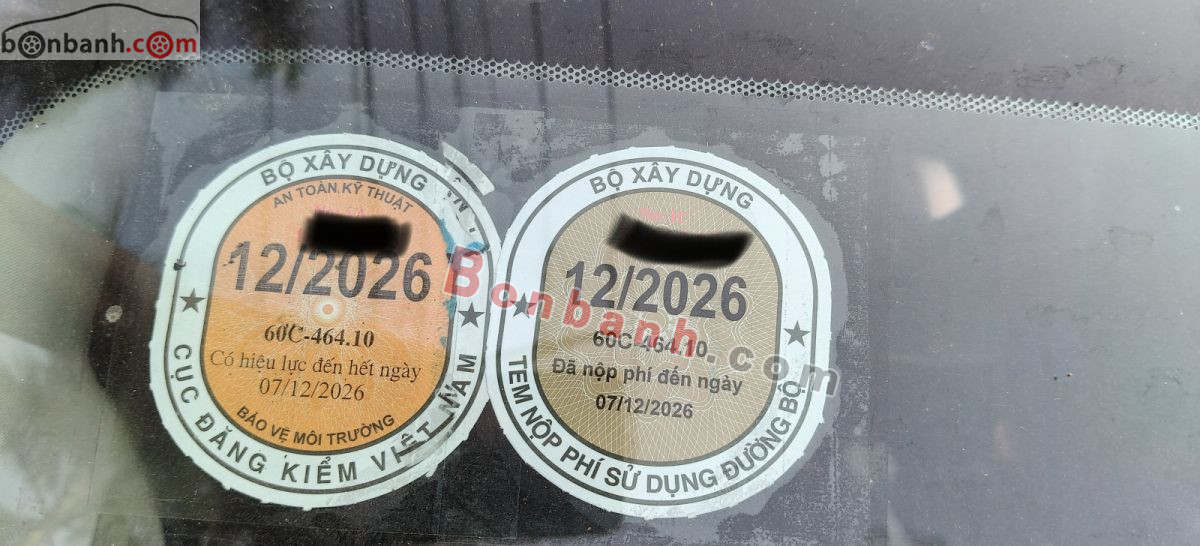 bonbanh.com
BỘ XÂY DỰNG
AN TOÀN KỸ THUẬT
12/2026
60C-464.10
Có hiệu lực đến hết ngày
07/12/2026
BẢO VỆ MÔI TRƯỜNG
CỤC ĐĂNG KIỂM VIỆT NAM
BỘ XÂY DỰNG
12/2026
60C-464.10
Đã nộp phí đến ngày
07/12/2026
TEM NỘP PHÍ SỬ DỤNG ĐƯỜNG BỘ
Bonbanh.com